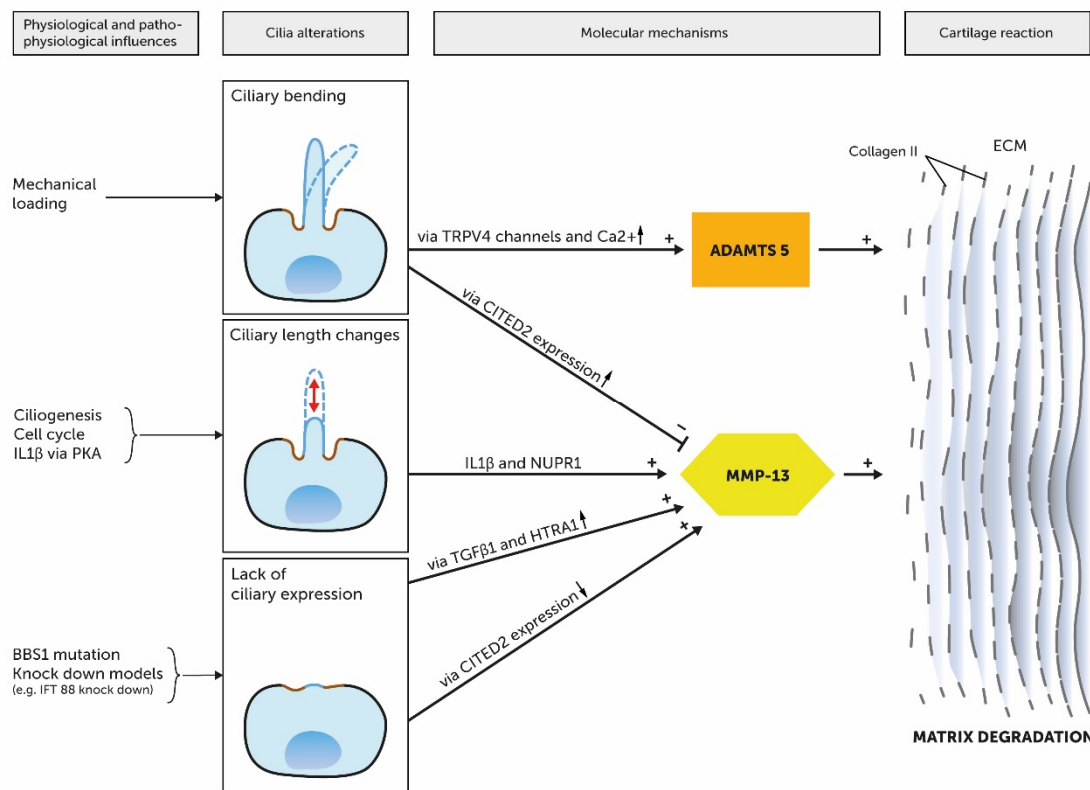 Physiological and patho-
physiological influences
Cilia alterations
Molecular mechanisms
Cartilage reaction
Ciliary bending
Mechanical
loading
via TRPV4 channels and Ca2+
+
ADAMTS 5
+
Collagen II
ECM
via CITED2 expression
−
Ciliary length changes
Ciliogenesis
Cell cycle
IL1β via PKA
IL1β and NUPR1
+
MMP-13
+
via TGFβ1 and HTRA1
+
Lack of
ciliary expression
via CITED2 expression
+
BBS1 mutation
Knock down models
(e.g. IFT 88 knock down)
MATRIX DEGRADATION